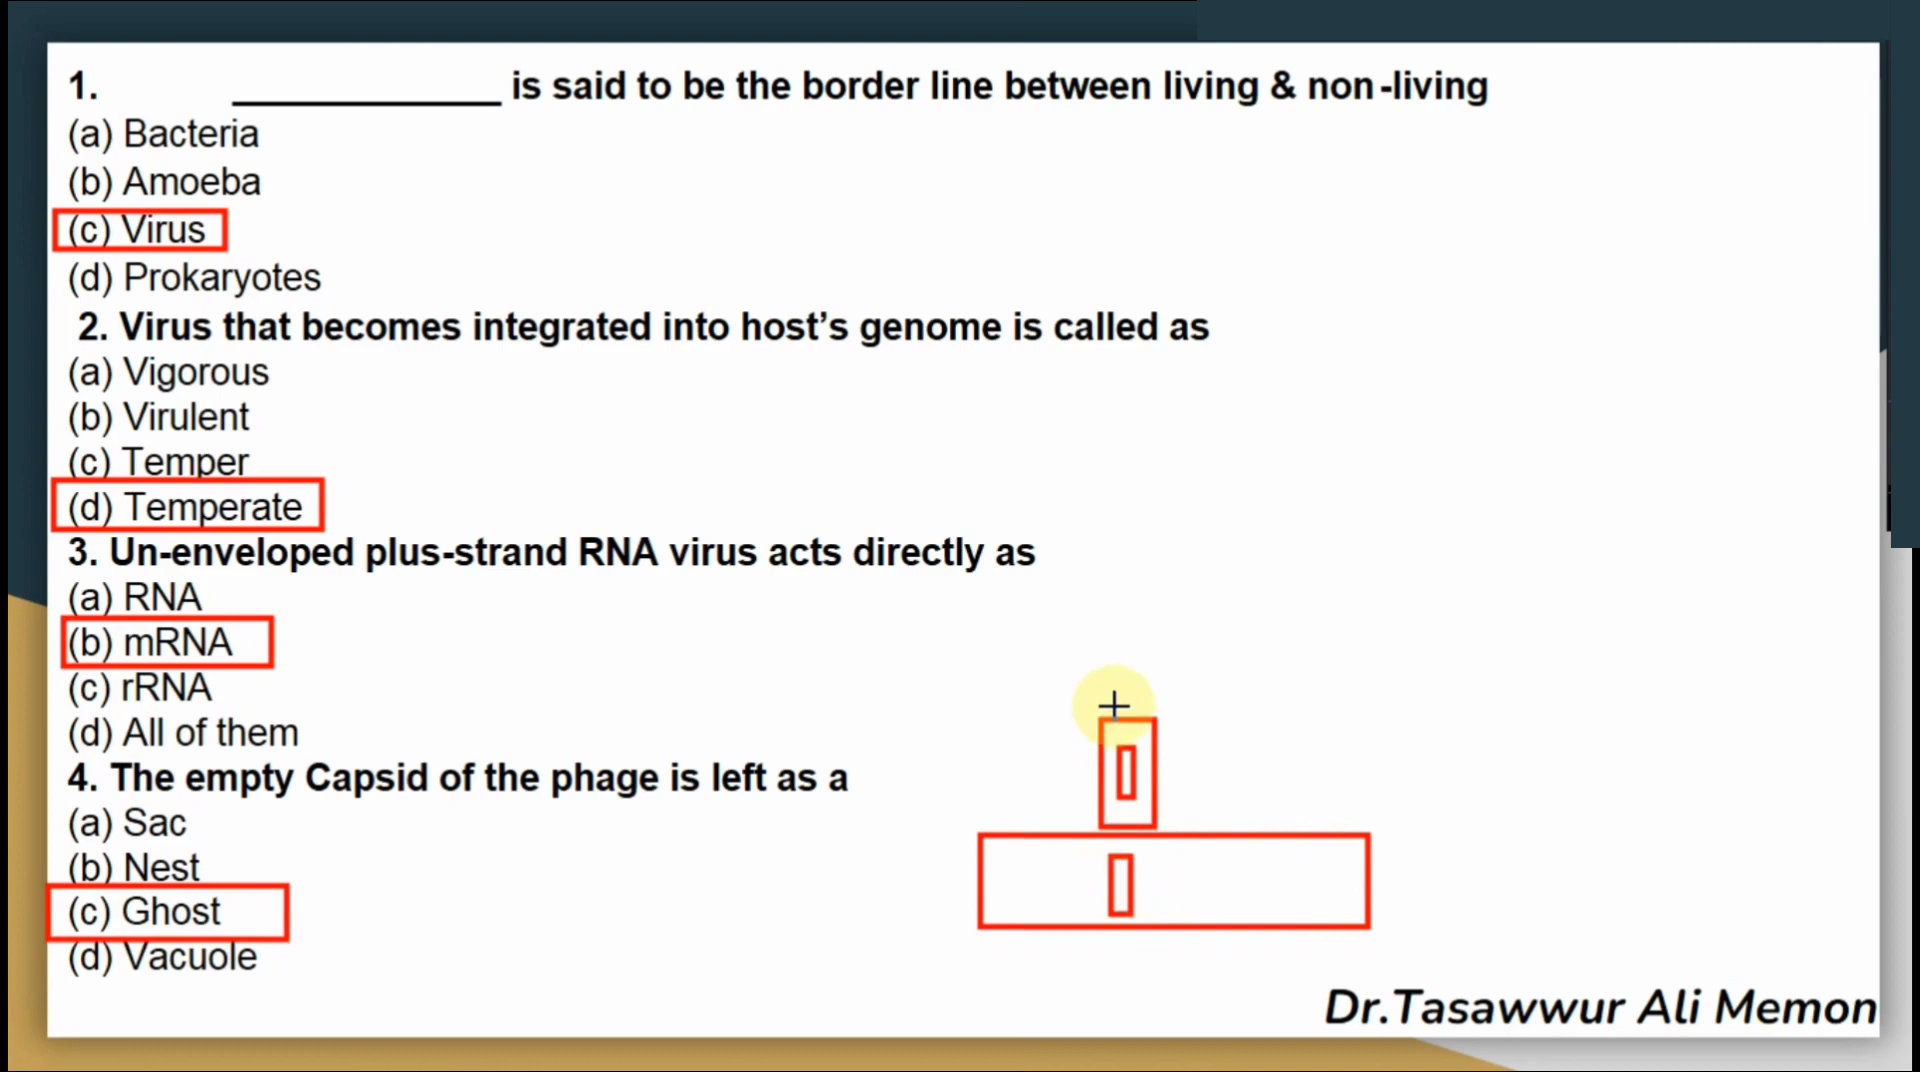 1. ____________ is said to be the border line between living & non-living
(a) Bacteria
(b) Amoeba
(c) Virus
(d) Prokaryotes
2. Virus that becomes integrated into host’s genome is called as
(a) Vigorous
(b) Virulent
(c) Temper
(d) Temperate
3. Un-enveloped plus-strand RNA virus acts directly as
(a) RNA
(b) mRNA
(c) rRNA
(d) All of them
4. The empty Capsid of the phage is left as a
(a) Sac
(b) Nest
(c) Ghost
(d) Vacuole
Dr.Tasawwur Ali Memon